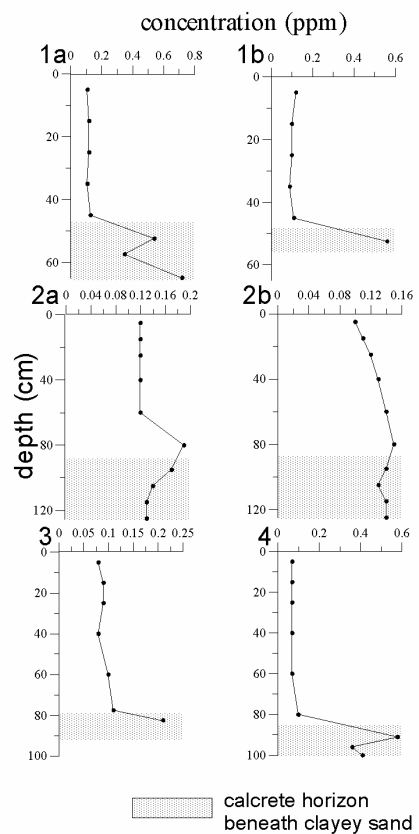 concentration (ppm)
1a
0 0.2 0.4 0.6 0.8
0
20
40
60
1b
0 0.2 0.4 0.6
0
20
40
60
2a
0 0.04 0.08 0.12 0.16 0.2
0
40
80
120
2b
0 0.04 0.08 0.12 0.16
0
40
80
120
depth (cm)
3
0 0.05 0.1 0.15 0.2 0.25
0
20
40
60
80
100
4
0 0.2 0.4 0.6
0
20
40
60
80
100
calcrete horizon
beneath clayey sand